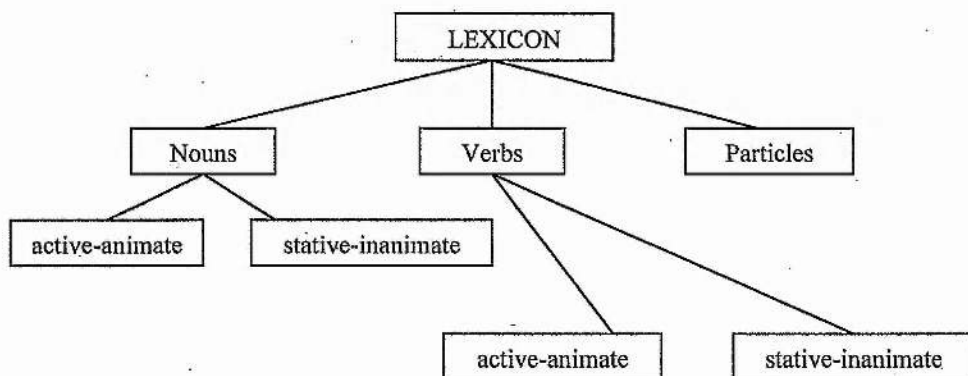 LEXICON
Nouns Verbs Particles
active-animate stative-inanimate
active-animate stative-inanimate